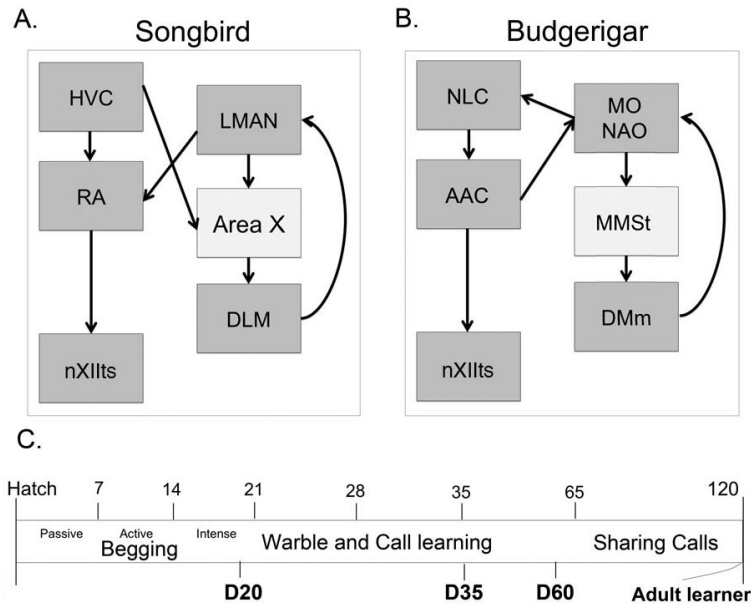 A.
Songbird
HVC
LMAN
RA
Area X
DLM
nXIIts
B.
Budgerigar
NLC
MO
NAO
AAC
MMSt
DMm
nXIIts
C.
Hatch 7 14 21 28 35 65 120
Passive Active Intense
Begging Warble and Call learning Sharing Calls
D20 D35 D60 Adult learner